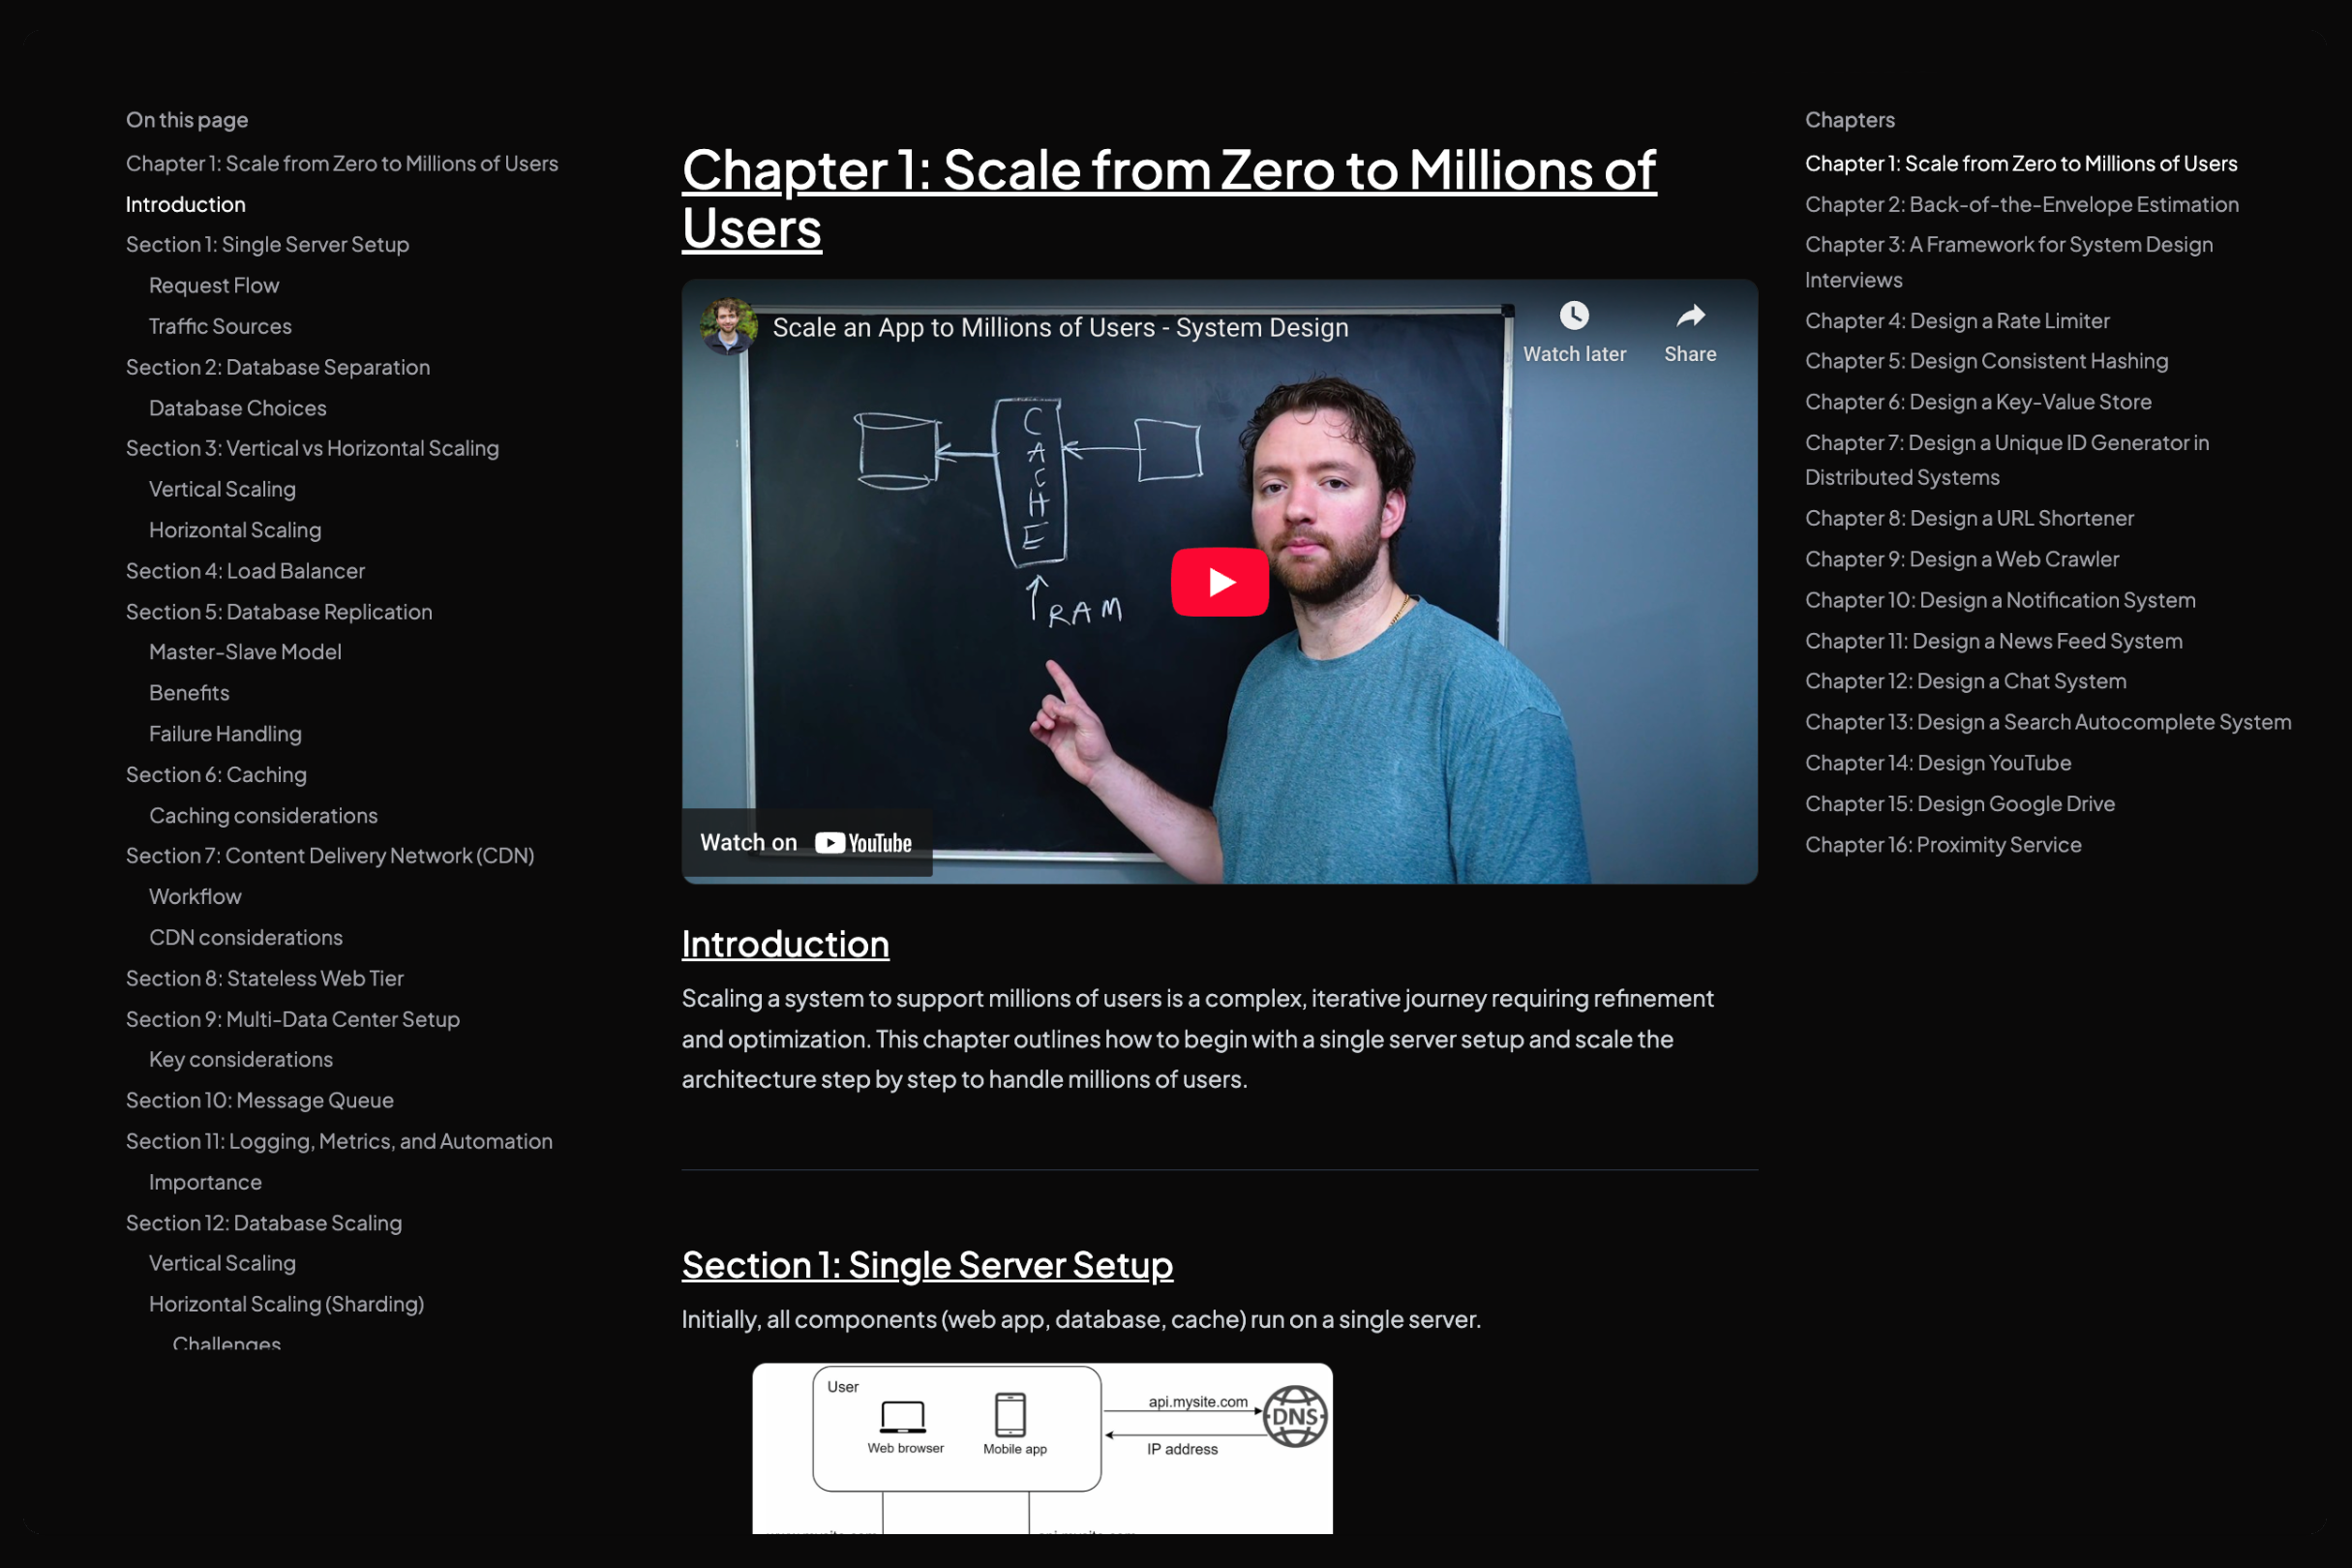 On this page
Chapter 1: Scale from Zero to Millions of Users
Introduction
Section 1: Single Server Setup
Request Flow
Traffic Sources
Section 2: Database Separation
Database Choices
Section 3: Vertical vs Horizontal Scaling
Vertical Scaling
Horizontal Scaling
Section 4: Load Balancer
Section 5: Database Replication
Master-Slave Model
Benefits
Failure Handling
Section 6: Caching
Caching considerations
Section 7: Content Delivery Network (CDN)
Workflow
CDN considerations
Section 8: Stateless Web Tier
Section 9: Multi-Data Center Setup
Key considerations
Section 10: Message Queue
Section 11: Logging, Metrics, and Automation
Importance
Section 12: Database Scaling
Vertical Scaling
Horizontal Scaling (Sharding)
Challenges
Chapter 1: Scale from Zero to Millions of
Users
Scale an App to Millions of Users - System Design
Watch later
Share
CACHE
RAM
Watch on YouTube
Introduction
Scaling a system to support millions of users is a complex, iterative journey requiring refinement
and optimization. This chapter outlines how to begin with a single server setup and scale the
architecture step by step to handle millions of users.
Section 1: Single Server Setup
Initially, all components (web app, database, cache) run on a single server.
User
Web browser
Mobile app
api.mysite.com
DNS
IP address
Chapters
Chapter 1: Scale from Zero to Millions of Users
Chapter 2: Back-of-the-Envelope Estimation
Chapter 3: A Framework for System Design
Interviews
Chapter 4: Design a Rate Limiter
Chapter 5: Design Consistent Hashing
Chapter 6: Design a Key-Value Store
Chapter 7: Design a Unique ID Generator in
Distributed Systems
Chapter 8: Design a URL Shortener
Chapter 9: Design a Web Crawler
Chapter 10: Design a Notification System
Chapter 11: Design a News Feed System
Chapter 12: Design a Chat System
Chapter 13: Design a Search Autocomplete System
Chapter 14: Design YouTube
Chapter 15: Design Google Drive
Chapter 16: Proximity Service